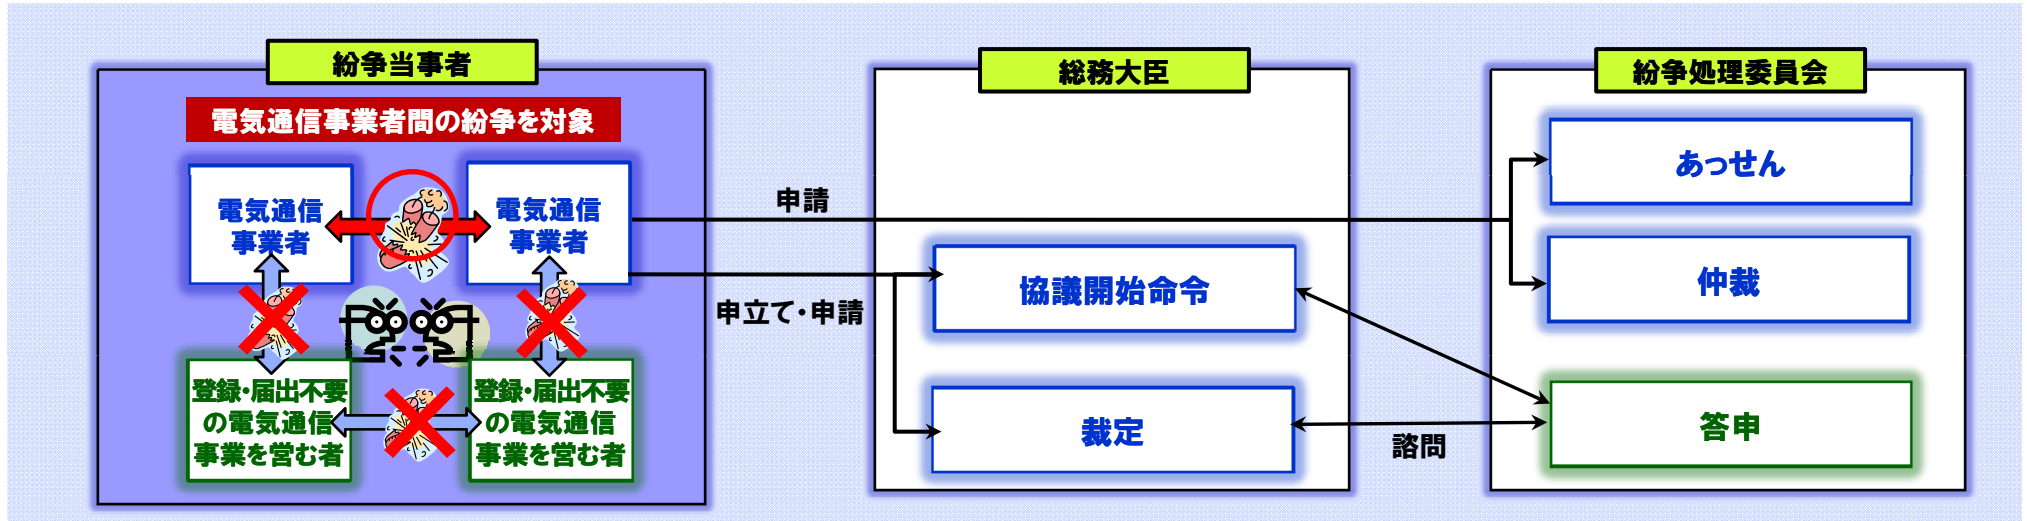 紛争当事者
電気通信事業者間の紛争を対象
電気通信
事業者
電気通信
事業者
登録・届出不要
の電気通信
事業を営む者
登録・届出不要
の電気通信
事業を営む者
申請
申立て・申請
総務大臣
協議開始命令
裁定
諮問
紛争処理委員会
あっせん
仲裁
答申